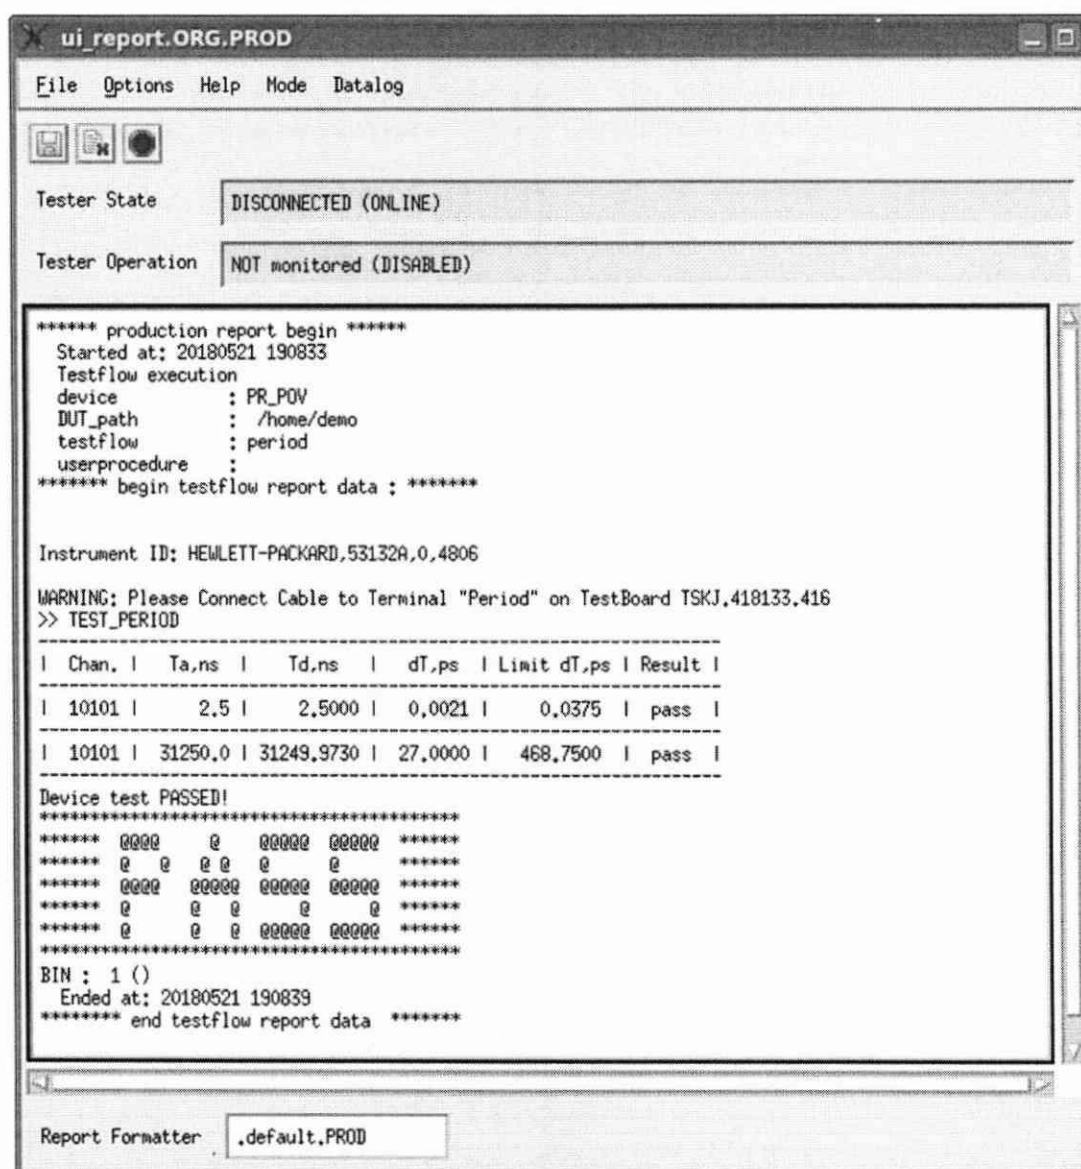 ui_report.ORG.PROD
File Options Help Mode Datalog
Tester State DISCONNECTED (ONLINE)
Tester Operation NOT monitored (DISABLED)
****** production report begin ******
Started at: 20180521 190833
Testflow execution
device : PR_POV
DUT_path : /home/demo
testflow : period
userprocedure :
******* begin testflow report data : *******
Instrument ID: HEWLETT-PACKARD,53132A,0,4806
WARNING: Please Connect Cable to Terminal "Period" on TestBoard TSKJ.418133.416
>> TEST_PERIOD
--------------------------------------------------------------------
| Chan. | Ta,ns | Td,ns | dT,ps | Limit dT,ps | Result |
--------------------------------------------------------------------
| 10101 | 2.5 | 2.5000 | 0.0021 | 0.0375 | pass |
--------------------------------------------------------------------
| 10101 | 31250.0 | 31249.9730 | 27.0000 | 468.7500 | pass |
--------------------------------------------------------------------
Device test PASSED!
******************************************
****** @@@@ @ @@@@@ @@@@@ ******
****** @ @ @ @ @ @ ******
****** @@@@ @@@@@ @@@@@ @@@@@ ******
****** @ @ @ @ @ ******
****** @ @ @ @@@@@ @@@@@ ******
******************************************
BIN : 1 ()
Ended at: 20180521 190839
******** end testflow report data *******
Report Formatter .default.PROD